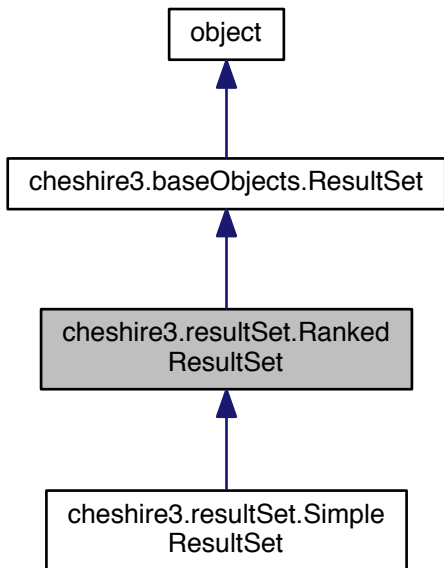 object
cheshire3.baseObjects.ResultSet
cheshire3.resultSet.Ranked
ResultSet
cheshire3.resultSet.Simple
ResultSet